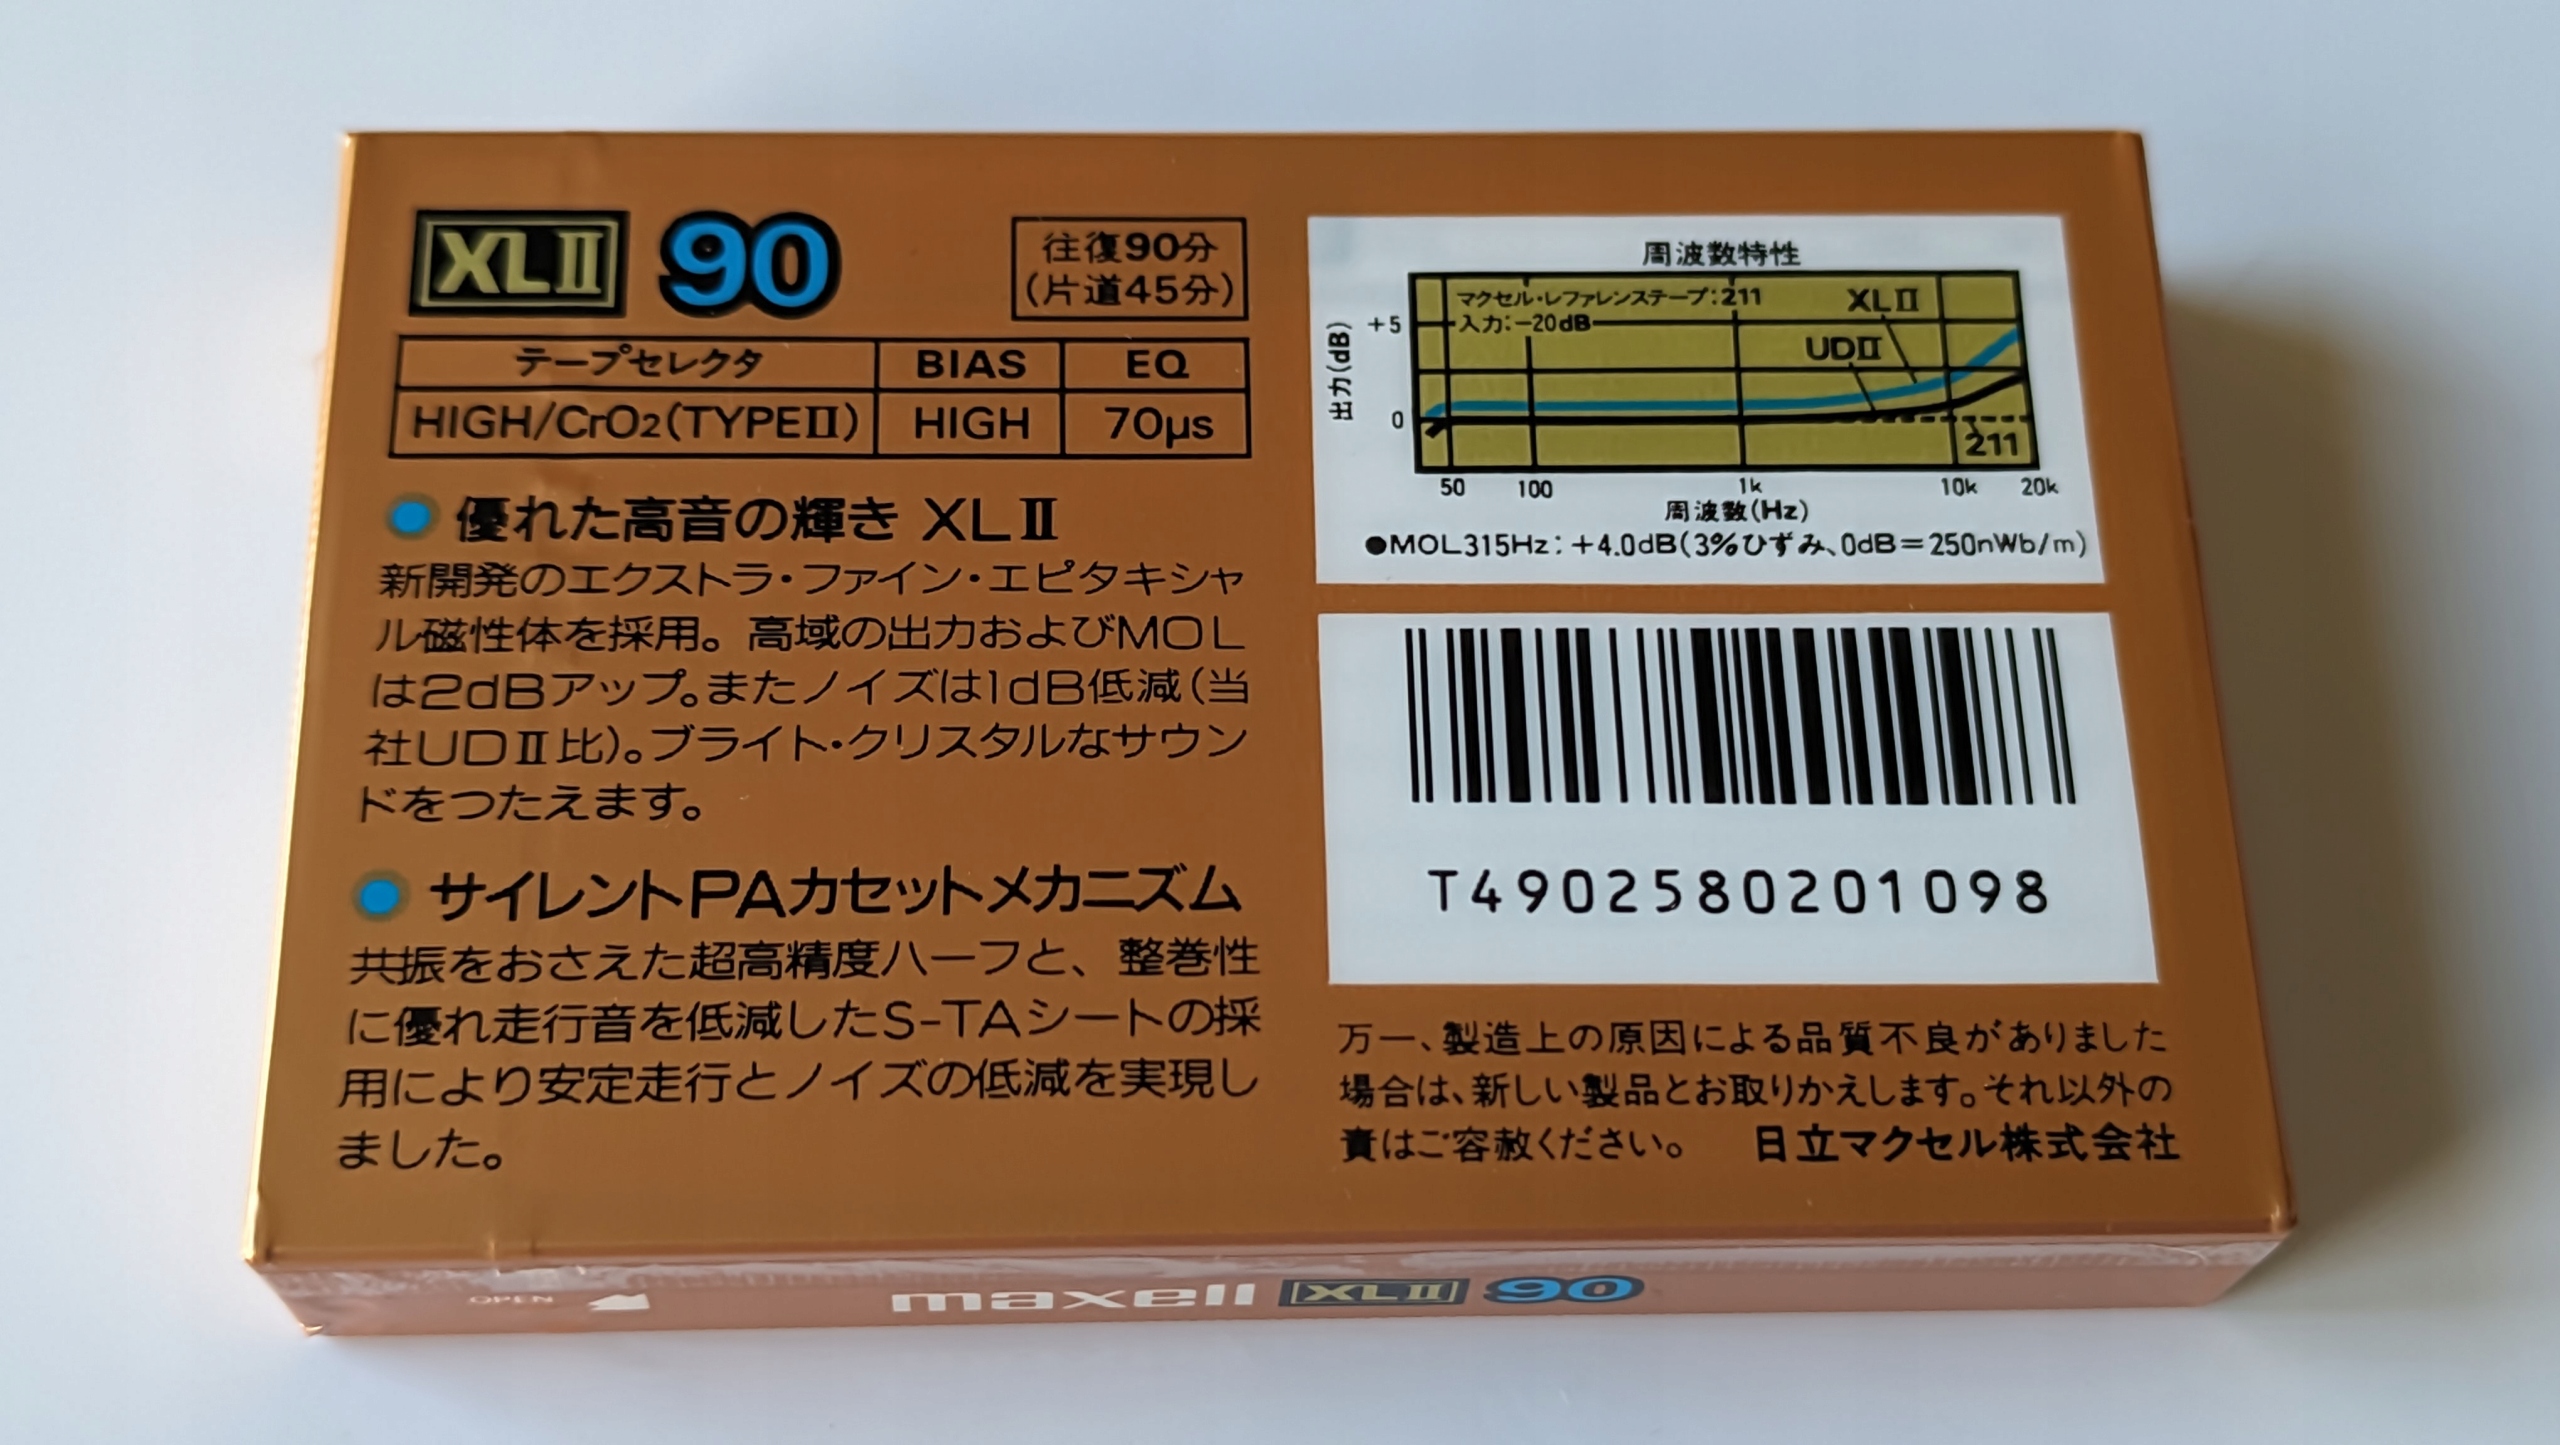 XLⅡ 90
往復90分
(片道45分)
テープセレクタ BIAS EQ
HIGH/CrO2(TYPEⅡ) HIGH 70μs
● 優れた高音の輝き XLⅡ
新開発のエクストラ・ファイン・エピタキシャ
ル磁性体を採用。高域の出力およびMOL
は2dBアップ。またノイズは1dB低減(当
社UDⅡ比)。ブライト・クリスタルなサウン
ドをつたえます。
● サイレントPAカセットメカニズム
共振をおさえた超高精度ハーフと、整巻性
に優れ走行音を低減したS-TAシートの採
用により安定走行とノイズの低減を実現し
ました。
周波数特性
マクセル・レファレンステープ:211
入力:-20dB
XLⅡ
UDⅡ
211
出力(dB)
+5
0
50 100 1k 10k 20k
周波数(Hz)
●MOL315Hz:+4.0dB(3%ひずみ、0dB=250nWb/m)
T4902580201098
万一、製造上の原因による品質不良がありました
場合は、新しい製品とお取りかえします。それ以外の
責はご容赦ください。 日立マクセル株式会社
OPEN maxell XLⅡ 90